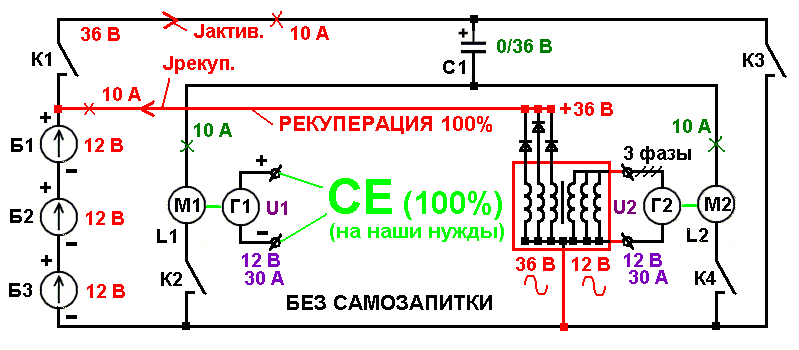 36 В
Jактив.
10 А
+
0/36 В
С1
К1
К3
Jрекуп.
10 А
РЕКУПЕРАЦИЯ 100%
+36 В
10 А
10 А
+
Б1
12 В
−
3 фазы
+
М1
Г1
U1
СЕ (100%)
(на наши нужды)
U2
Г2
М2
+
Б2
12 В
−
L1
−
12 В
30 А
L2
12 В
30 А
36 В
12 В
К2
К4
+
Б3
12 В
−
БЕЗ САМОЗАПИТКИ